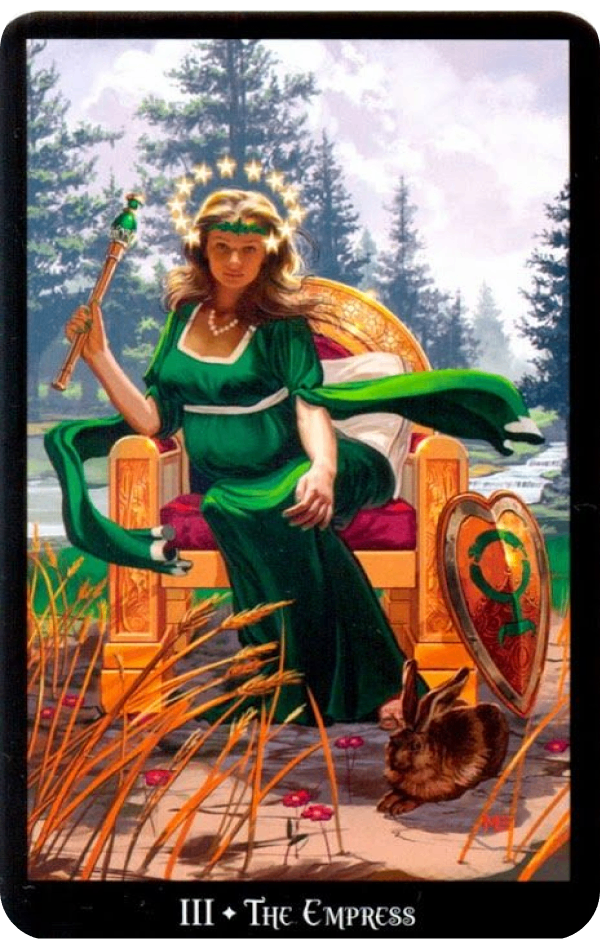 III ✦ The Empress